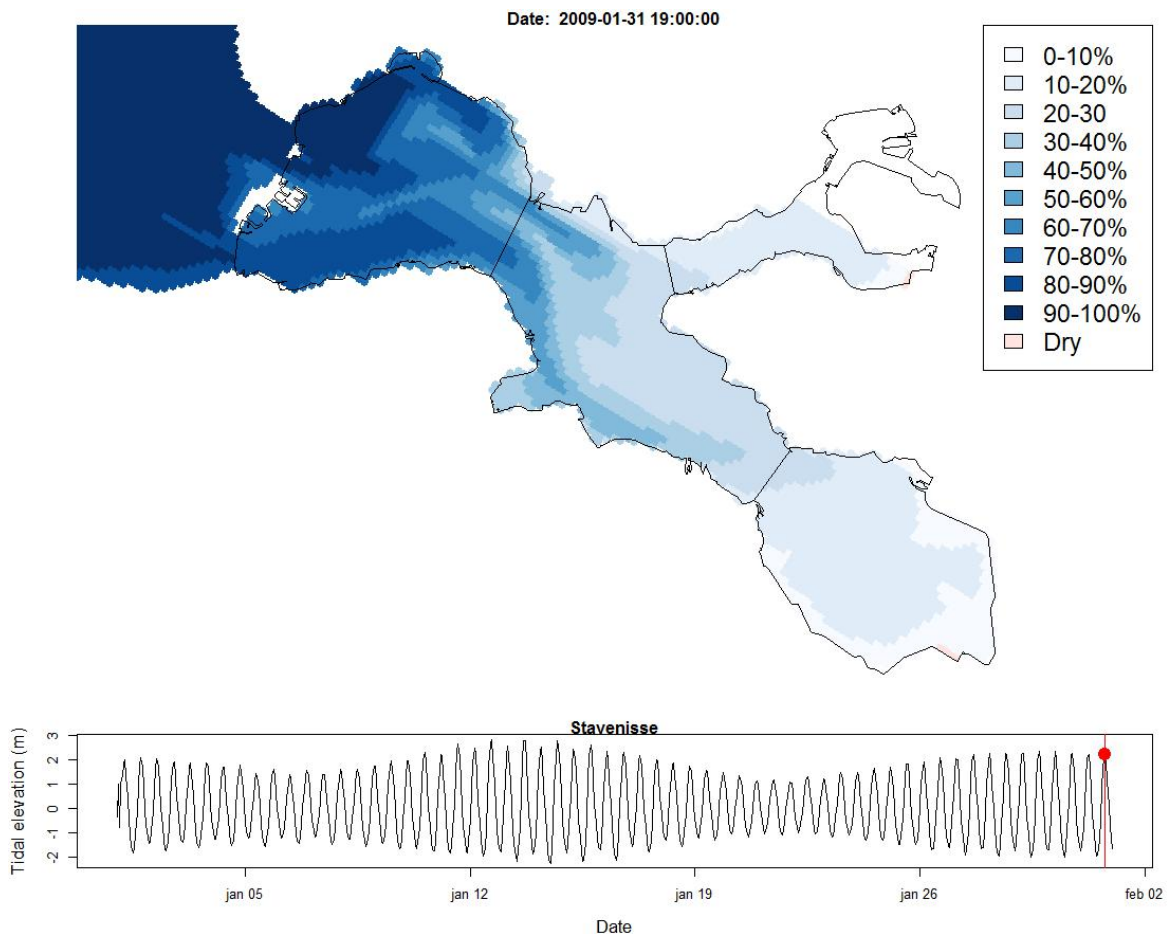 Date:  2009-01-31 19:00:00
0-10%
10-20%
20-30
30-40%
40-50%
50-60%
60-70%
70-80%
80-90%
90-100%
Dry
Stavenisse
Tidal elevation (m)
3
2
1
0
-1
-2
jan 05 jan 12 jan 19 jan 26 feb 02
Date